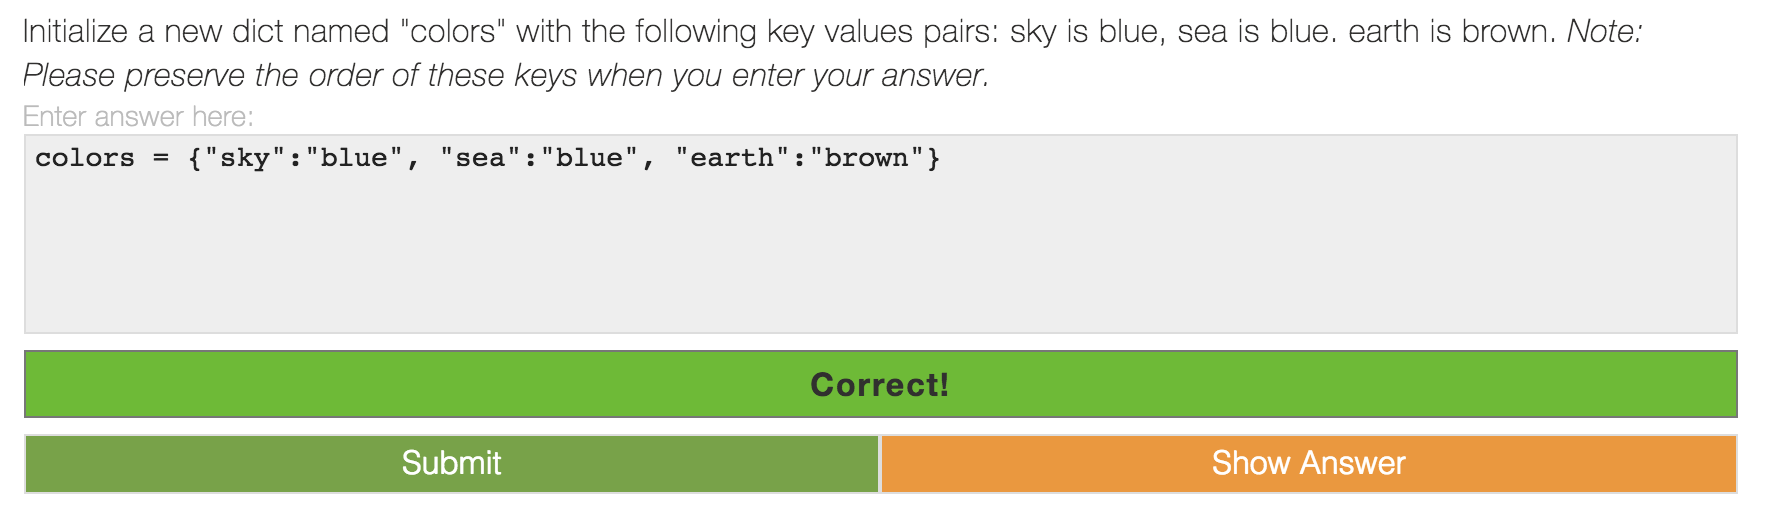 Initialize a new dict named "colors" with the following key values pairs: sky is blue, sea is blue. earth is brown. Note:
Please preserve the order of these keys when you enter your answer.
Enter answer here:
colors = {"sky":"blue", "sea":"blue", "earth":"brown"}
Correct!
Submit
Show Answer